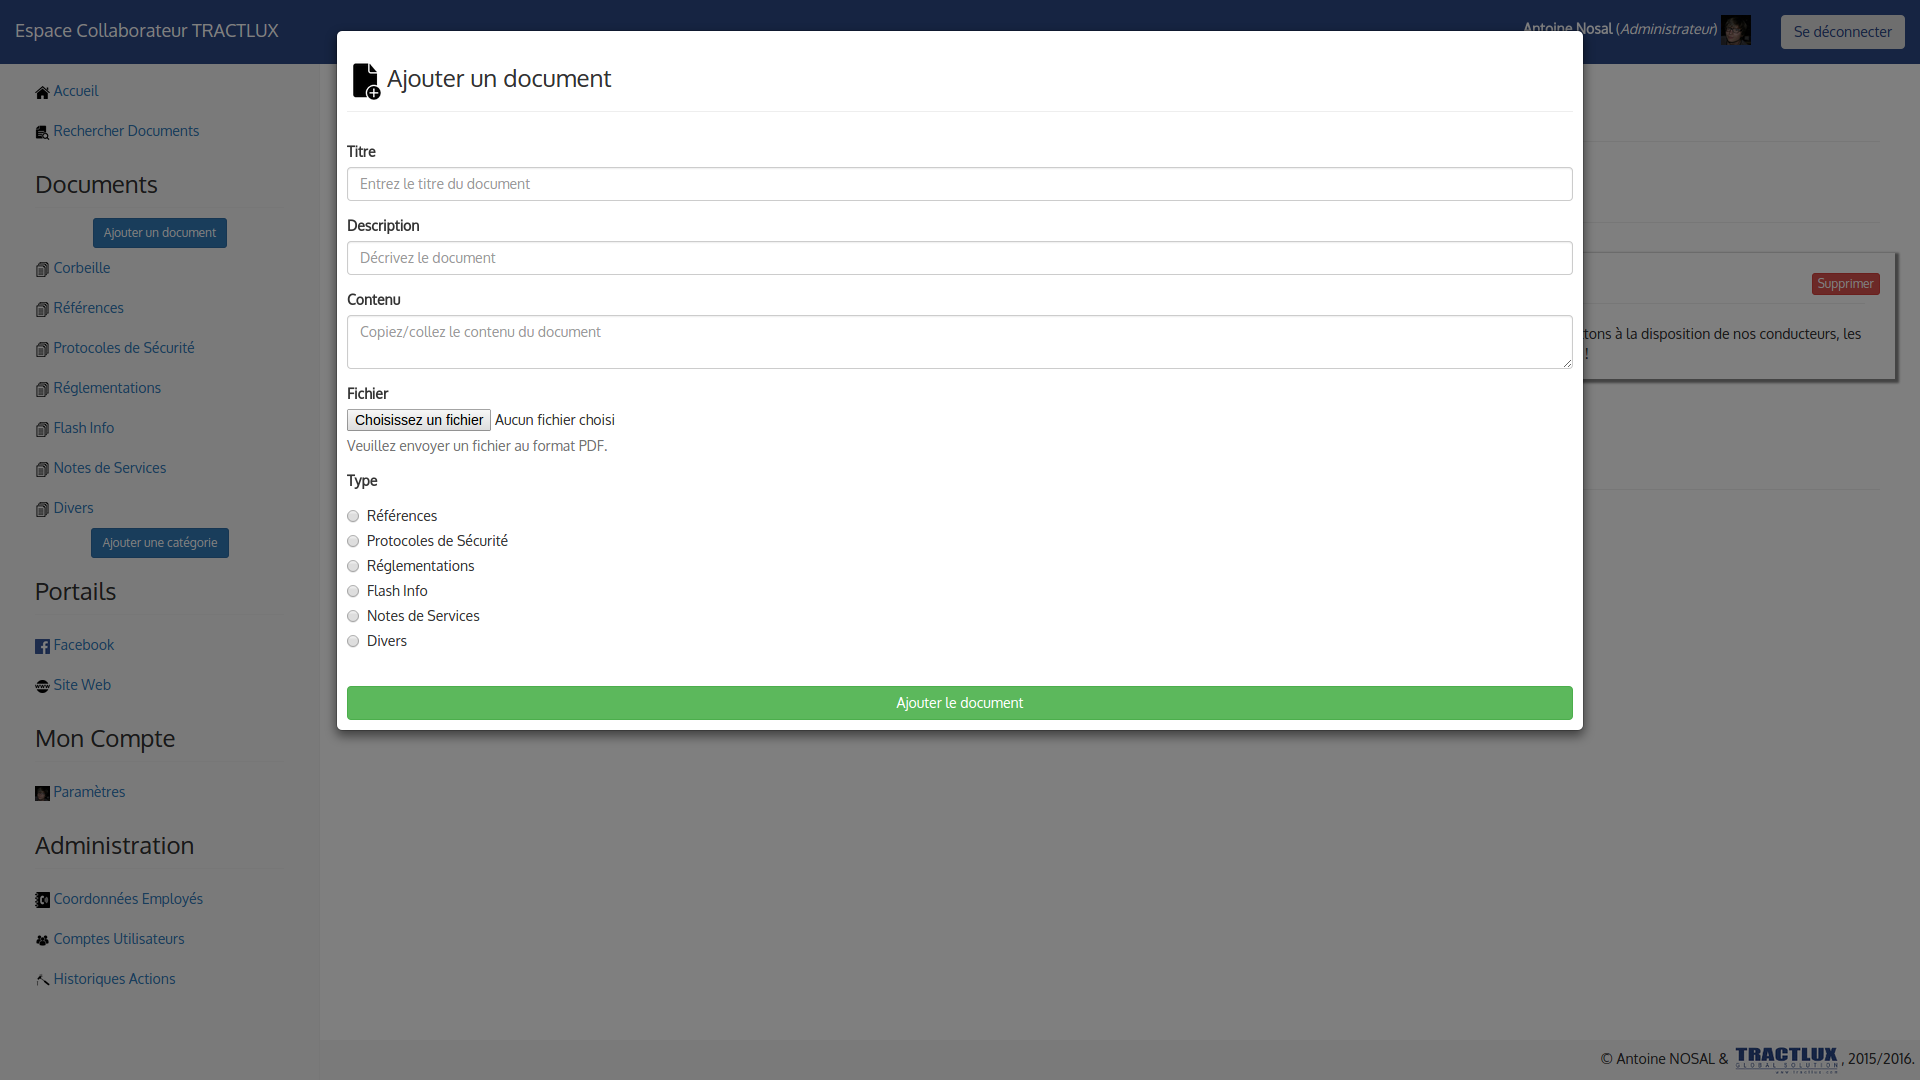 Espace Collaborateur TRACTLUX
Antoine Nosal (Administrateur)
Se déconnecter
Accueil
Rechercher Documents
Documents
Ajouter un document
Corbeille
Références
Protocoles de Sécurité
Réglementations
Flash Info
Notes de Services
Divers
Ajouter une catégorie
Portails
Facebook
Site Web
Mon Compte
Paramètres
Administration
Coordonnées Employés
Comptes Utilisateurs
Historiques Actions
Ajouter un document
Titre
Entrez le titre du document
Description
Décrivez le document
Contenu
Copiez/collez le contenu du document
Fichier
Choisissez un fichier Aucun fichier choisi
Veuillez envoyer un fichier au format PDF.
Type
Références
Protocoles de Sécurité
Réglementations
Flash Info
Notes de Services
Divers
Ajouter le document
Supprimer
tons à la disposition de nos conducteurs, les
!
© Antoine NOSAL & TRACTLUX , 2015/2016.
GLOBAL SOLUTION
www.tractlux.com